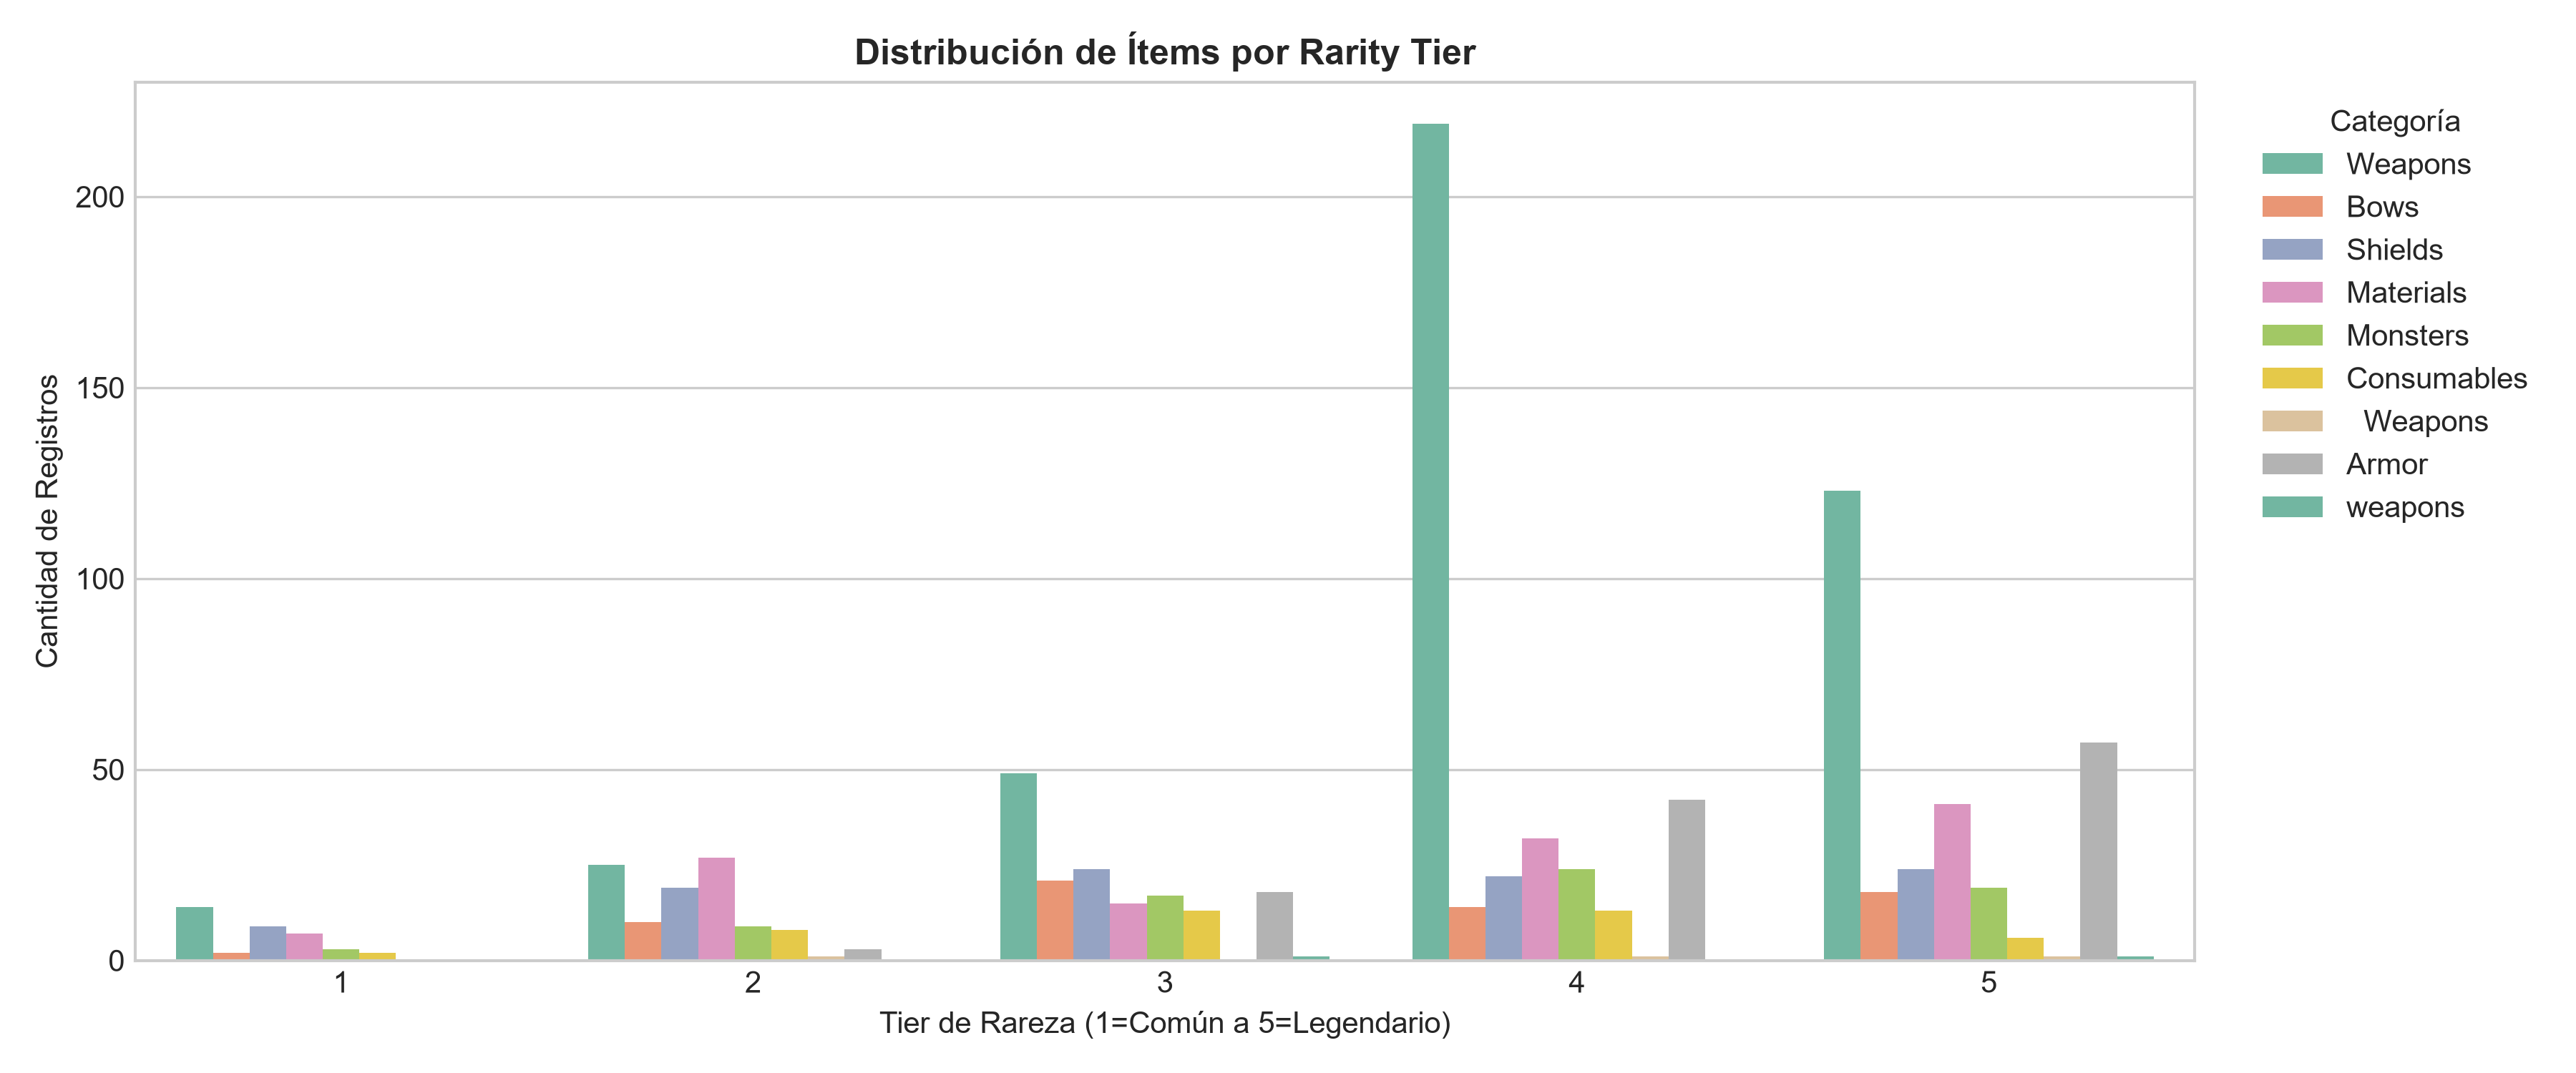 Distribución de Ítems por Rarity Tier
Cantidad de Registros
200
150
100
50
0
1 2 3 4 5
Tier de Rareza (1=Común a 5=Legendario)
Categoría
Weapons
Bows
Shields
Materials
Monsters
Consumables
  Weapons
Armor
weapons